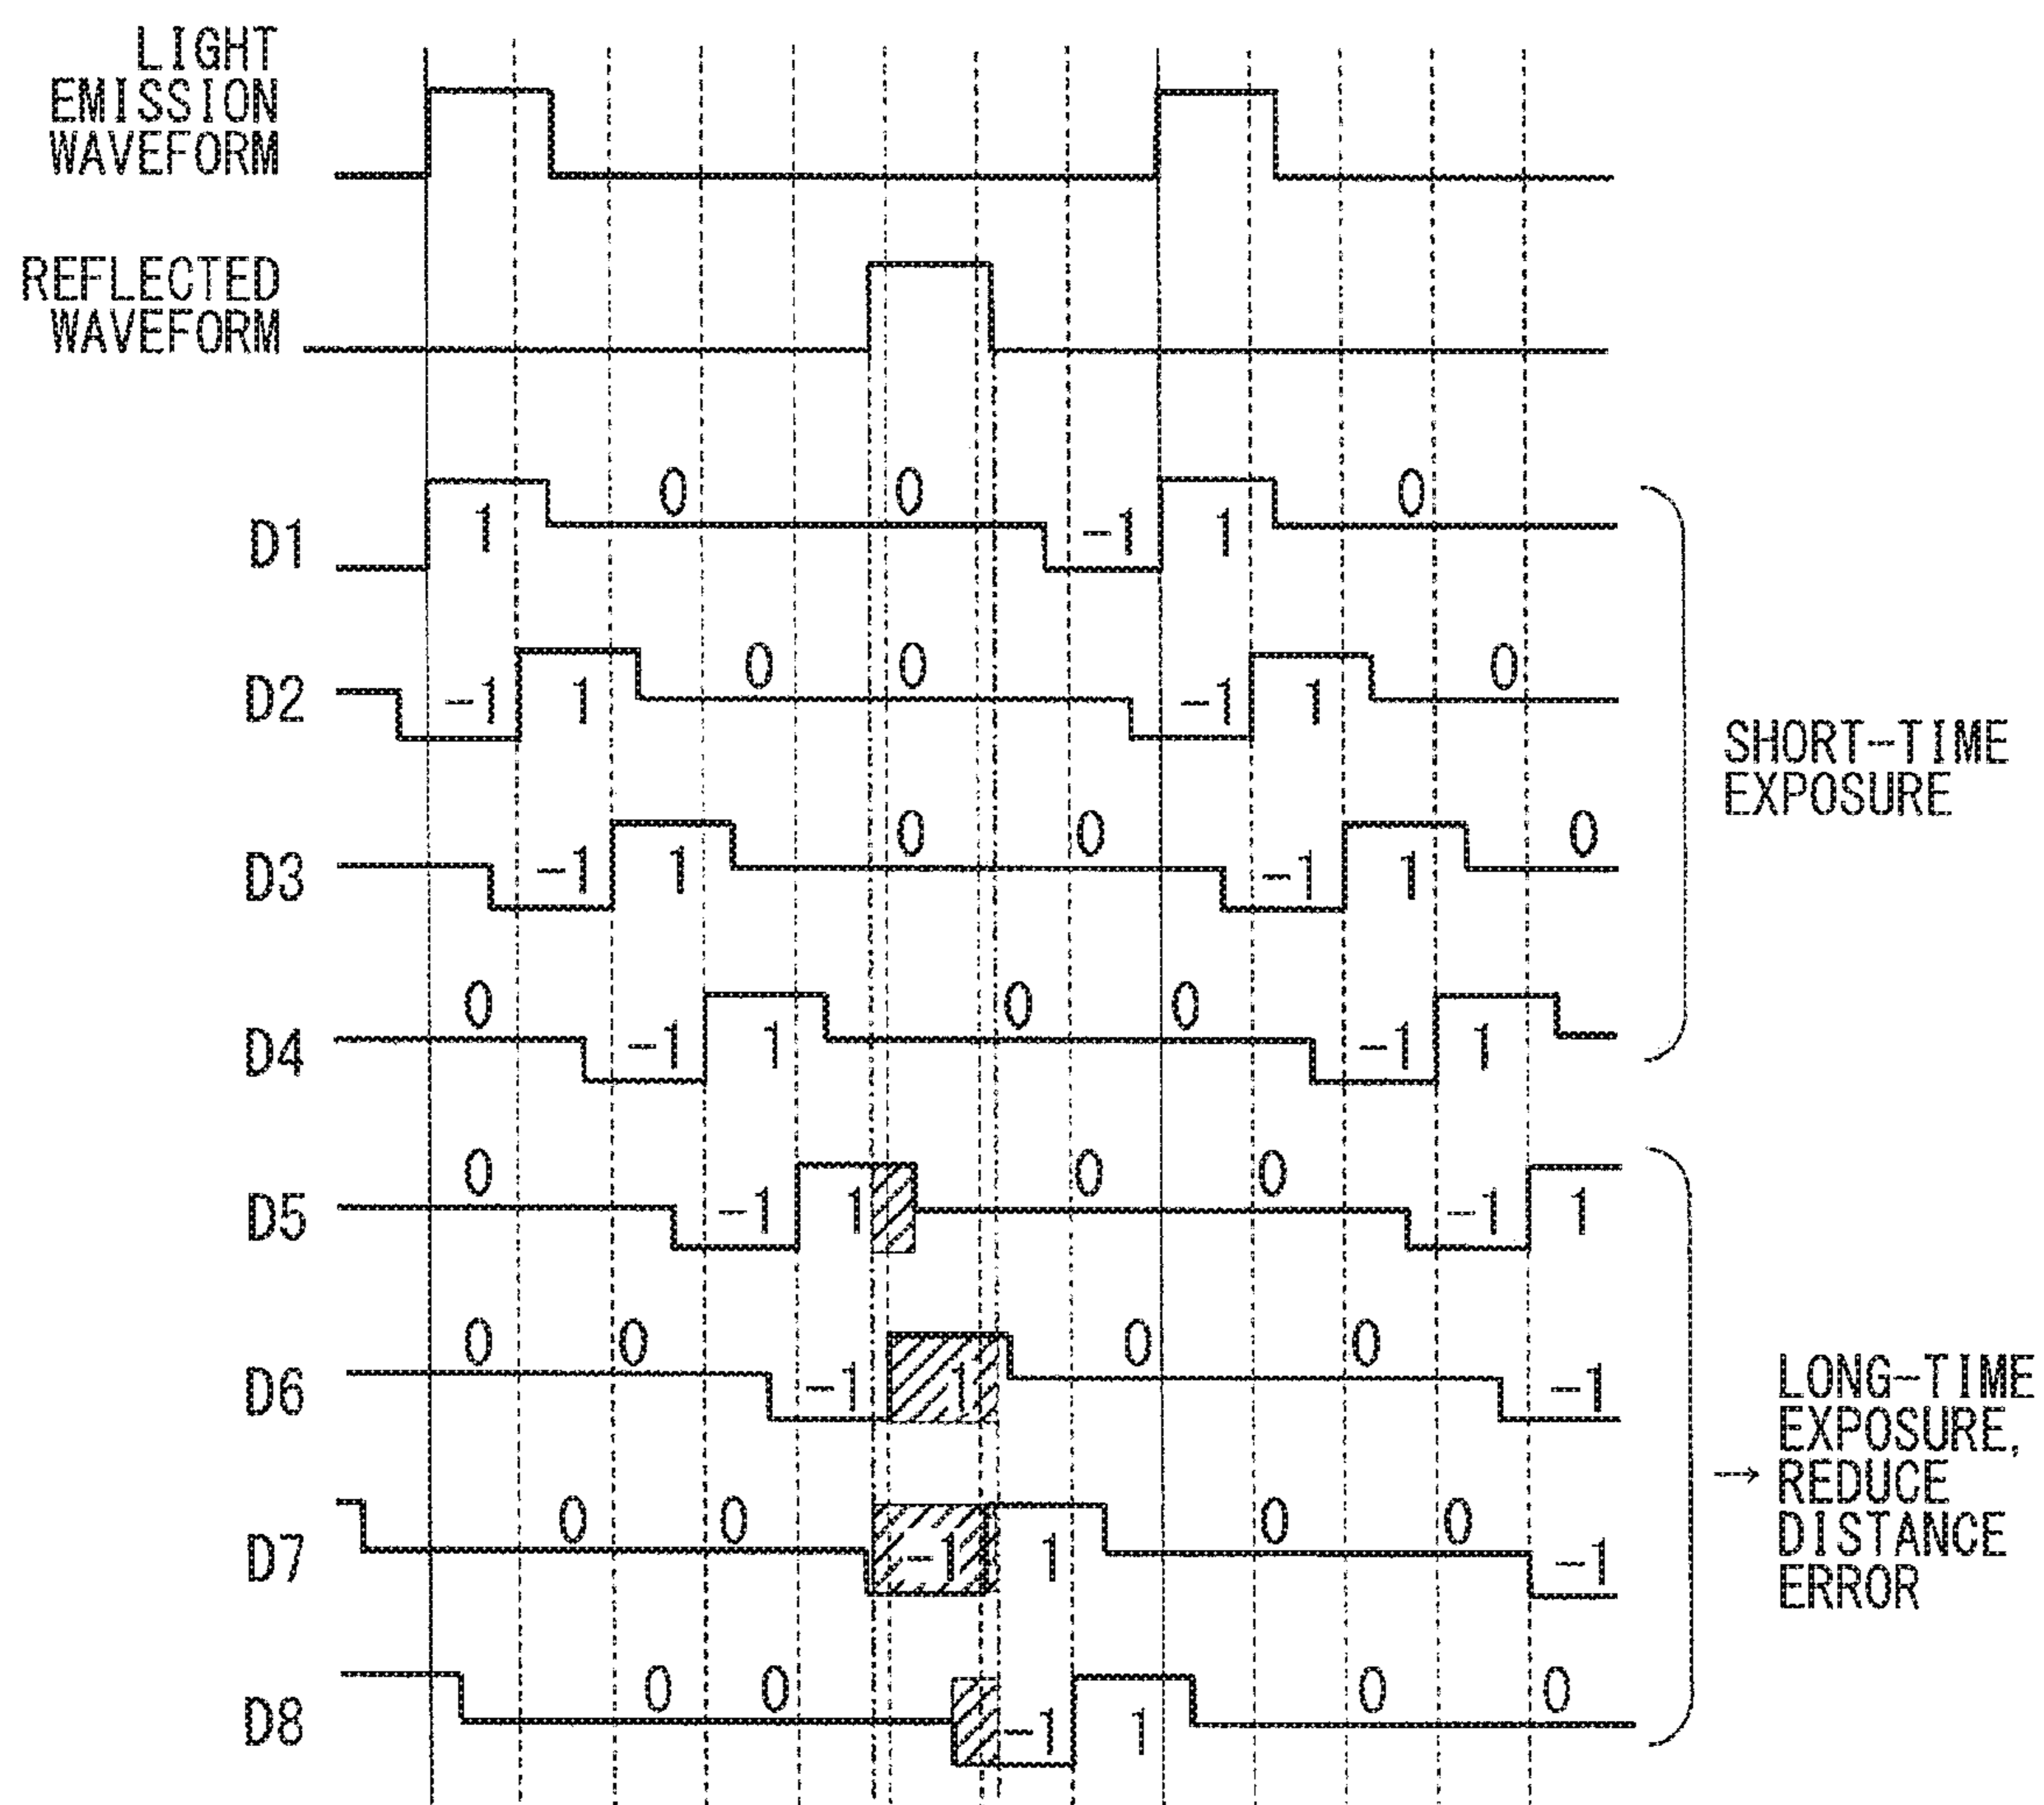 LIGHT
EMISSION
WAVEFORM
REFLECTED
WAVEFORM
D1 1 0 0 -1 1 0
D2 -1 1 0 0 -1 1 0
D3 -1 1 0 0 -1 1 0
D4 0 -1 1 0 0 -1 1
SHORT-TIME
EXPOSURE
D5 0 -1 1 0 0 -1 1
D6 0 0 -1 1 0 0 -1
D7 0 0 -1 1 0 0 -1
D8 0 0 -1 1 0 0
→ LONG-TIME
EXPOSURE,
REDUCE
DISTANCE
ERROR